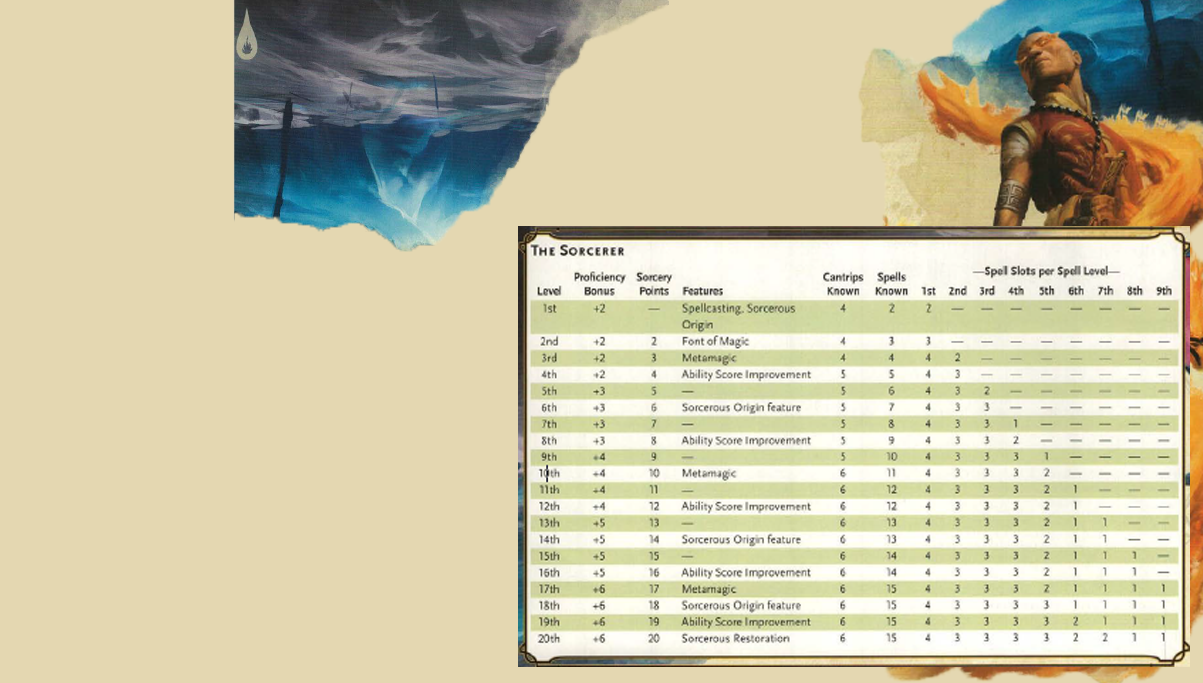 THE SORCERER
—Spell Slots per Spell Level—
Proficiency Sorcery Cantrips Spells
Level Bonus Points Features Known Known 1st 2nd 3rd 4th 5th 6th 7th 8th 9th
1st +2 — Spellcasting, Sorcerous 4 2 2 — — — — — — — —
Origin
2nd +2 2 Font of Magic 4 3 3 — — — — — — — —
3rd +2 3 Metamagic 4 4 4 2 — — — — — — —
4th +2 4 Ability Score Improvement 5 5 4 3 — — — — — — —
5th +3 5 — 5 6 4 3 2 — — — — — —
6th +3 6 Sorcerous Origin feature 5 7 4 3 3 — — — — — —
7th +3 7 — 5 8 4 3 3 1 — — — — —
8th +3 8 Ability Score Improvement 5 9 4 3 3 2 — — — — —
9th +4 9 — 5 10 4 3 3 3 1 — — — —
10th +4 10 Metamagic 6 11 4 3 3 3 2 — — — —
11th +4 11 — 6 12 4 3 3 3 2 1 — — —
12th +4 12 Ability Score Improvement 6 12 4 3 3 3 2 1 — — —
13th +5 13 — 6 13 4 3 3 3 2 1 1 — —
14th +5 14 Sorcerous Origin feature 6 13 4 3 3 3 2 1 1 — —
15th +5 15 — 6 14 4 3 3 3 2 1 1 1 —
16th +5 16 Ability Score Improvement 6 14 4 3 3 3 2 1 1 1 —
17th +6 17 Metamagic 6 15 4 3 3 3 2 1 1 1 1
18th +6 18 Sorcerous Origin feature 6 15 4 3 3 3 3 1 1 1 1
19th +6 19 Ability Score Improvement 6 15 4 3 3 3 3 2 1 1 1
20th +6 20 Sorcerous Restoration 6 15 4 3 3 3 3 2 2 1 1